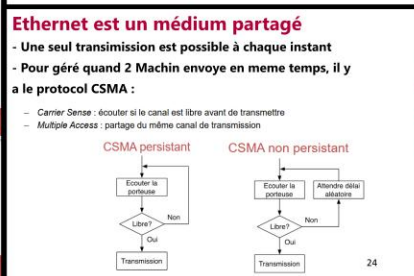 Ethernet est un médium partagé
- Une seul transimission est possible à chaque instant
- Pour géré quand 2 Machin envoye en meme temps, il y
a le protocol CSMA :
– Carrier Sense : écouter si le canal est libre avant de transmettre
– Multiple Access : partage du même canal de transmission
CSMA persistant
CSMA non persistant
Ecouter la
porteuse
Libre?
Non
Oui
Transmission
Ecouter la
porteuse
Attendre délai
aléatoire
Libre?
Non
Oui
Transmission
24